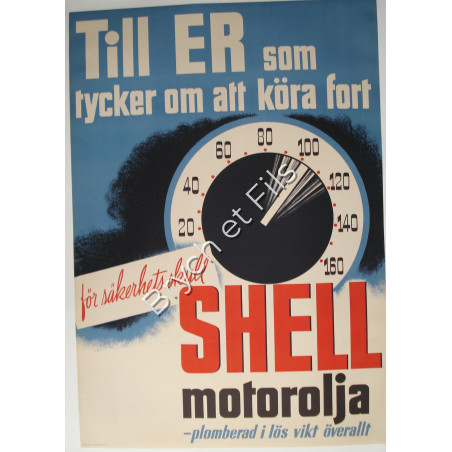 Till ER som
tycker om att köra fort
20
40
60
80
100
120
140
160
för säkerhets skull
SHELL
motorolja
-plomberad i lös vikt överallt